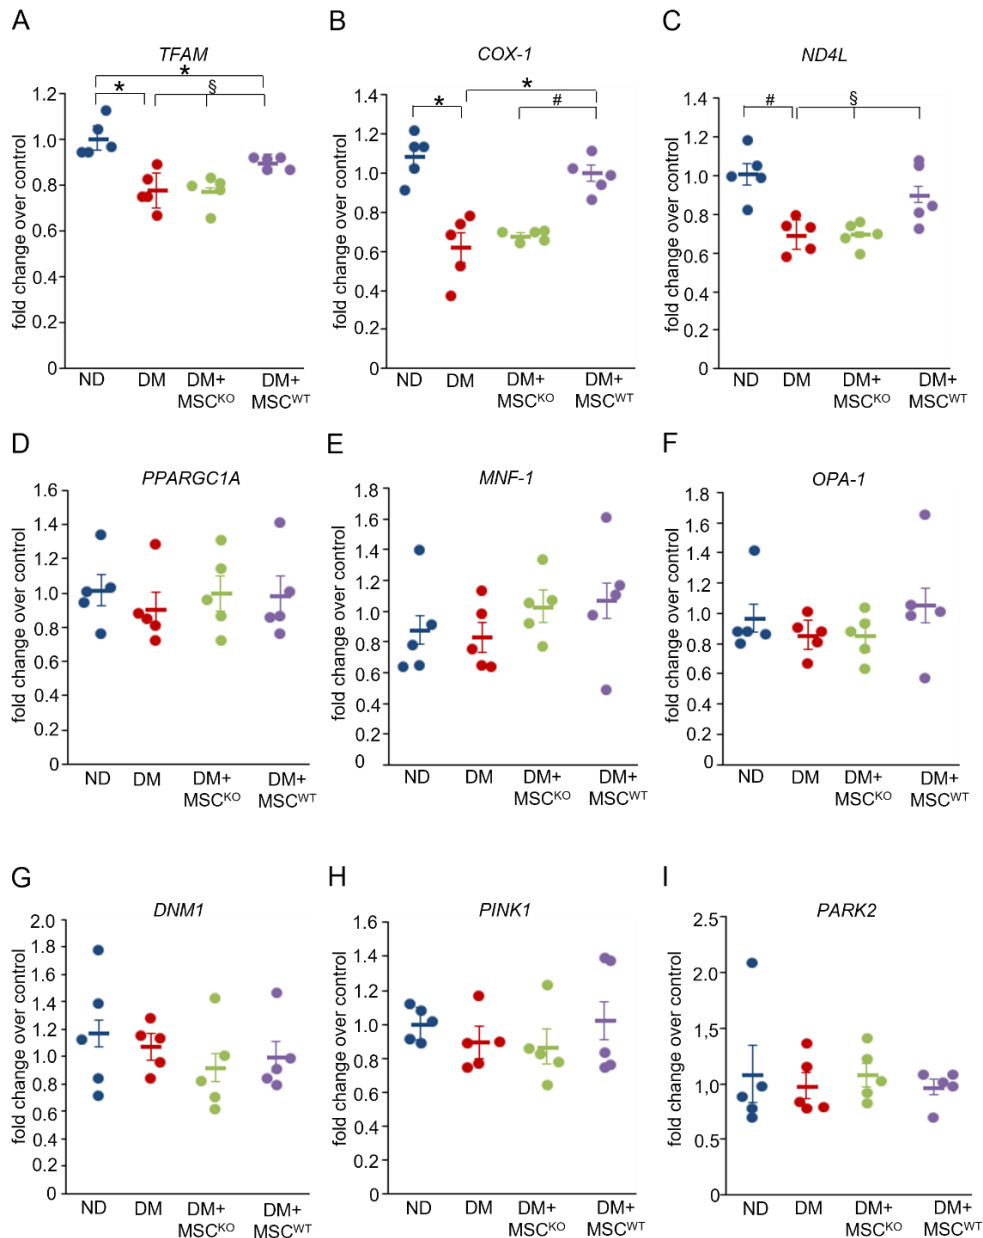 A
B
C
TFAM
COX-1
ND4L
fold change over control
1.2
1.0
0.8
0.6
0.4
0.2
0
*
*
§
ND
DM
DM+
MSCᴷᴼ
DM+
MSCᵂᵀ
fold change over control
1.4
1.2
1.0
0.8
0.6
0.4
0.2
0
*
*
#
ND
DM
DM+
MSCᴷᴼ
DM+
MSCᵂᵀ
fold change over control
1.4
1.2
1.0
0.8
0.6
0.4
0.2
0
#
§
ND
DM
DM+
MSCᴷᴼ
DM+
MSCᵂᵀ
D
E
F
PPARGC1A
MNF-1
OPA-1
fold change over control
1.6
1.4
1.2
1.0
0.8
0.6
0.4
0.2
0
ND
DM
DM+
MSCᴷᴼ
DM+
MSCᵂᵀ
fold change over control
1.8
1.6
1.4
1.2
1.0
0.8
0.6
0.4
0.2
0
ND
DM
DM+
MSCᴷᴼ
DM+
MSCᵂᵀ
fold change over control
1.8
1.6
1.4
1.2
1.0
0.8
0.6
0.4
0.2
0
ND
DM
DM+
MSCᴷᴼ
DM+
MSCᵂᵀ
G
H
I
DNM1
PINK1
PARK2
fold change over control
2.0
1.8
1.6
1.4
1.2
1.0
0.8
0.6
0.4
0.2
0
ND
DM
DM+
MSCᴷᴼ
DM+
MSCᵂᵀ
fold change over control
1.6
1.4
1.2
1.0
0.8
0.6
0.4
0.2
0
ND
DM
DM+
MSCᴷᴼ
DM+
MSCᵂᵀ
fold change over control
2.5
2.0
1.5
1,0
0.5
0
ND
DM
DM+
MSCᴷᴼ
DM+
MSCᵂᵀ